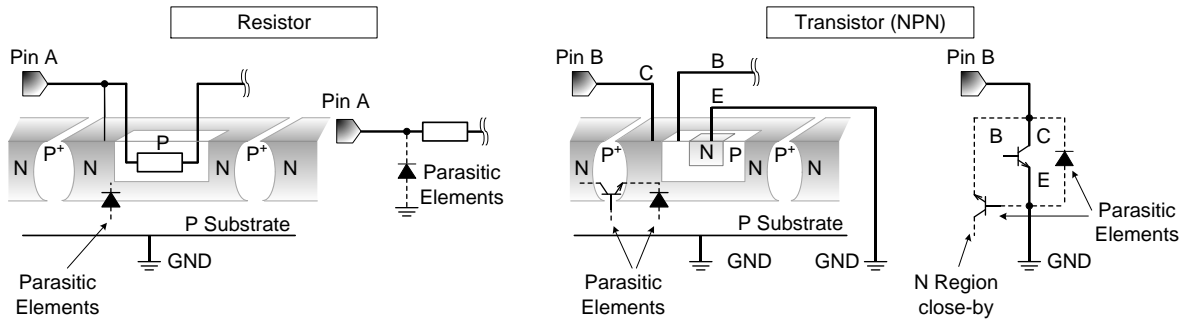 Resistor
Pin A
N
P+
N
P
N
P+
N
Parasitic
Elements
P Substrate
GND
Pin A
Parasitic
Elements
Transistor (NPN)
Pin B
C
B
E
N
P+
N
N
P
N
P+
N
P Substrate
Parasitic
Elements
GND
GND
Pin B
B
C
E
Parasitic
Elements
N Region
close-by
GND